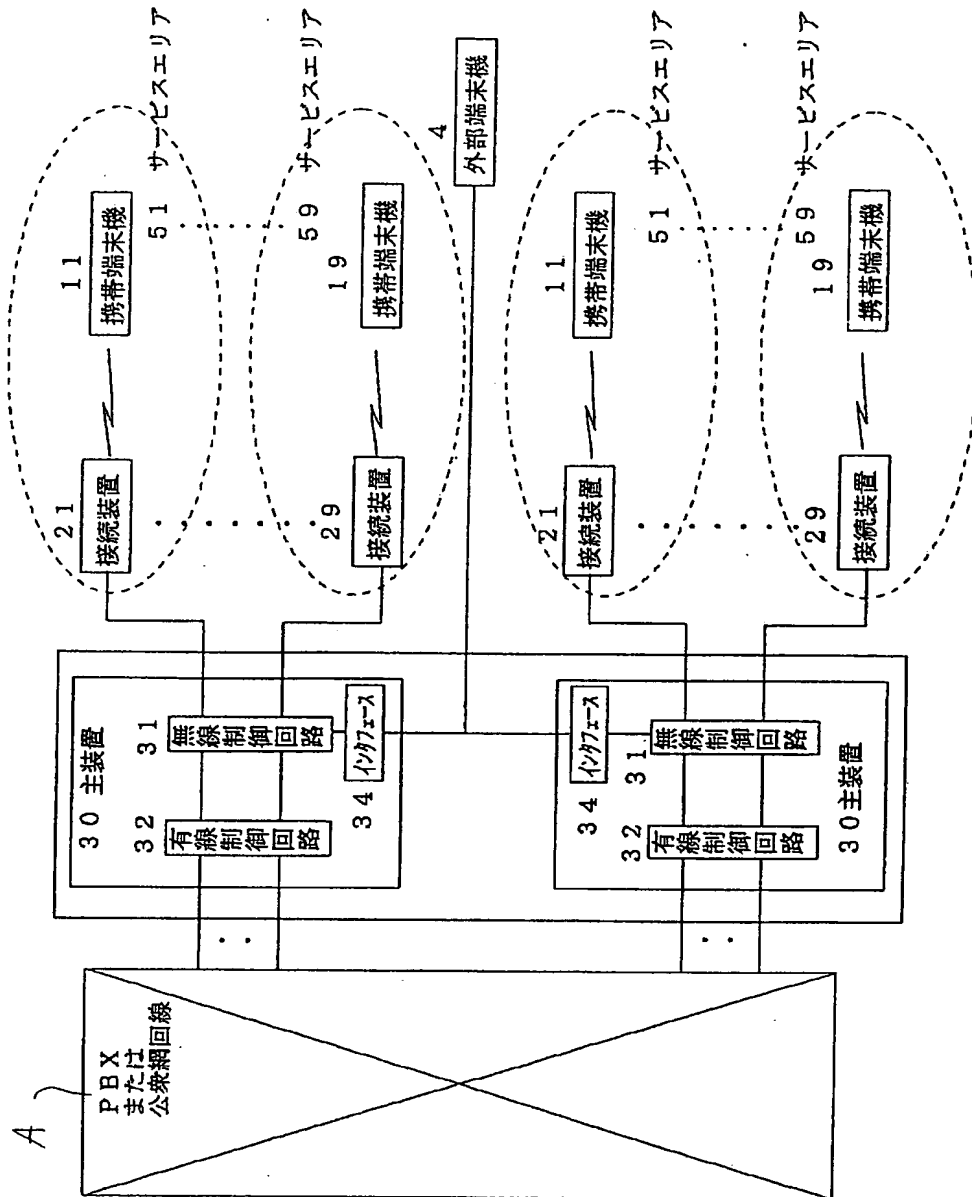 A
PBX
または
公衆網回線
30 主装置
32
有線制御回路
31
無線制御回路
34
インタフェース
21
接続装置
11
携帯端末機
51 サービスエリア
29
接続装置
19
携帯端末機
59 サービスエリア
4
外部端末機
34
インタフェース
32
有線制御回路
31
無線制御回路
30 主装置
21
接続装置
11
携帯端末機
51 サービスエリア
29
接続装置
19
携帯端末機
59 サービスエリア